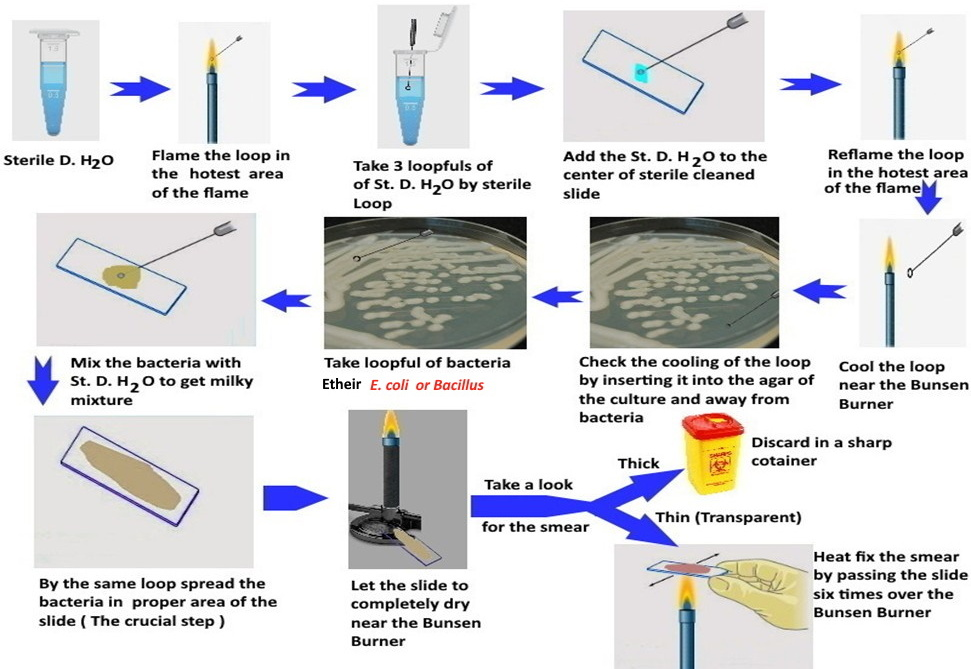 Sterile D. H2O
Flame the loop in
the hotest area
of the flame
Take 3 loopfuls of
of St. D. H2O by sterile
Loop
Add the St. D. H2O to the
center of sterile cleaned
slide
Reflame the loop
in the hottest area
of the flame
Cool the loop
near the Bunsen
Burner
Check the cooling of the loop
by inserting it into the agar of
the culture and away from
bacteria
Take loopful of bacteria
Etheir E. coli or Bacillus
Mix the bacteria with
St. D. H2O to get milky
mixture
By the same loop spread the
bacteria in proper area of the
slide ( The crucial step )
Let the slide to
completely dry
near the Bunsen
Burner
Take a look
for the smear
Thick
Discard in a sharp
cotainer
Thin (Transparent)
Heat fix the smear
by passing the slide
six times over the
Bunsen Burner